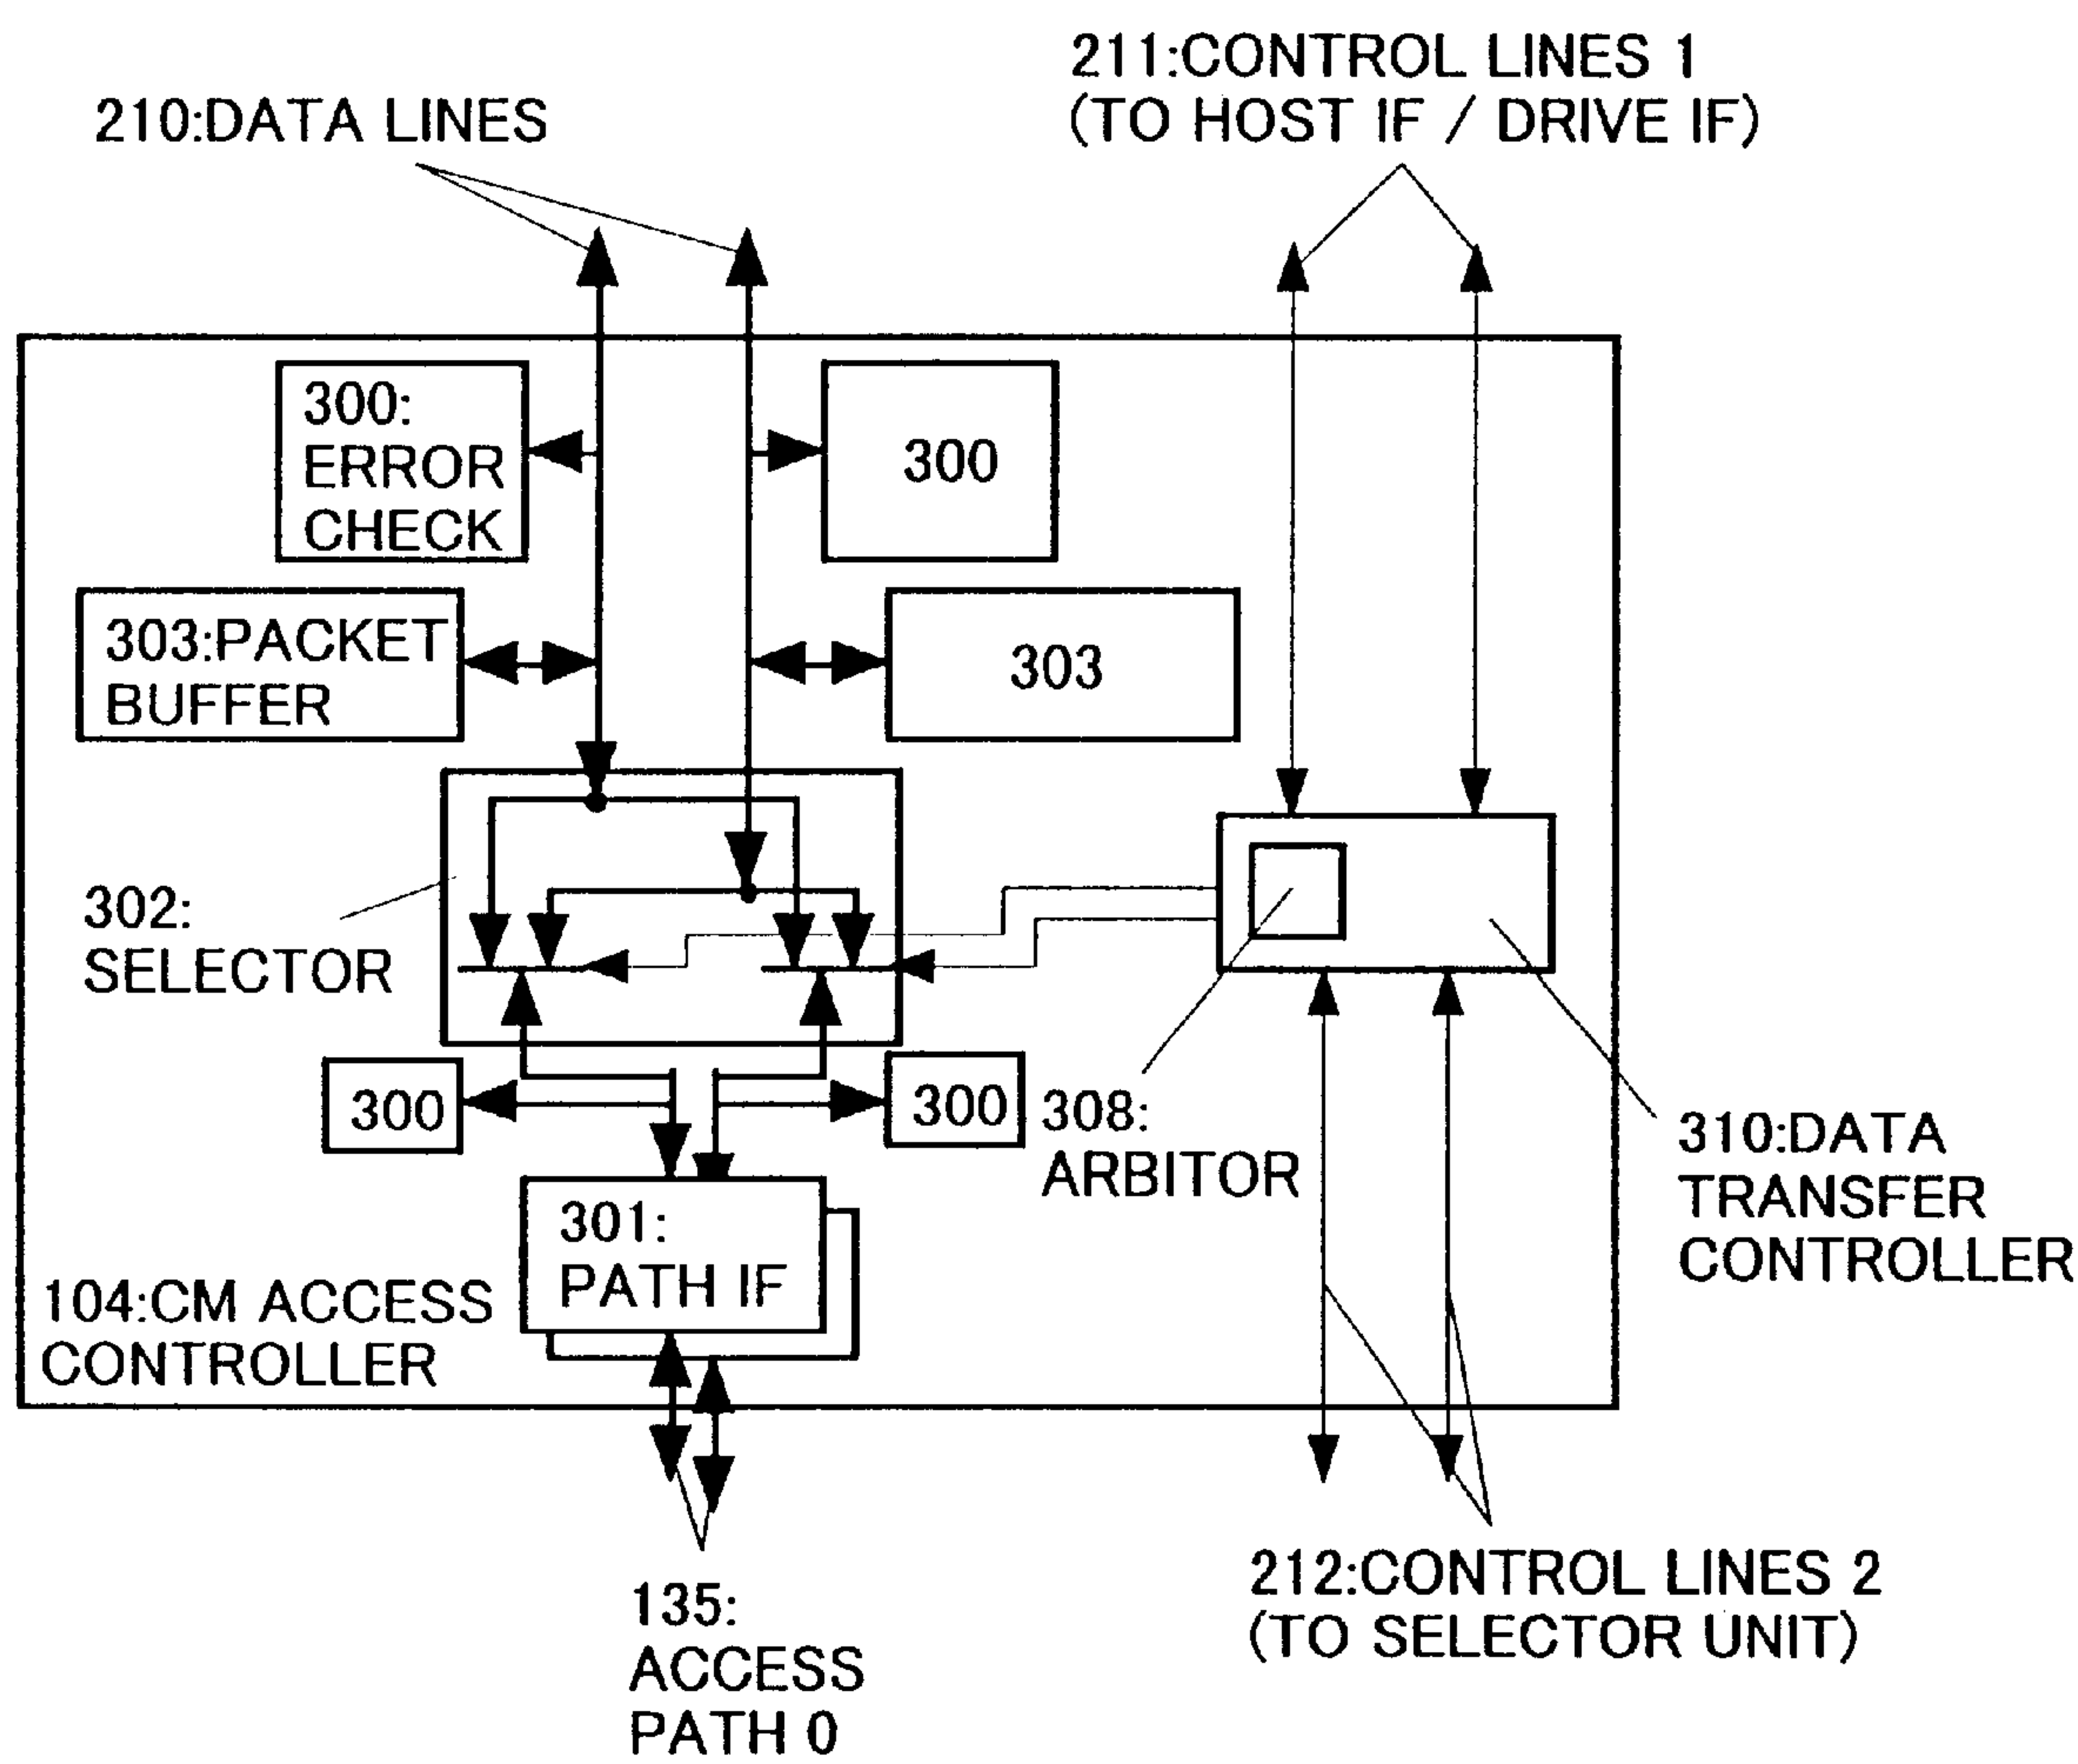 211:CONTROL LINES 1
(TO HOST IF / DRIVE IF)
210:DATA LINES
300:
ERROR
CHECK
300
303:PACKET
BUFFER
303
302:
SELECTOR
300
300
308:
ARBITOR
310:DATA
TRANSFER
CONTROLLER
301:
PATH IF
104:CM ACCESS
CONTROLLER
135:
ACCESS
PATH 0
212:CONTROL LINES 2
(TO SELECTOR UNIT)